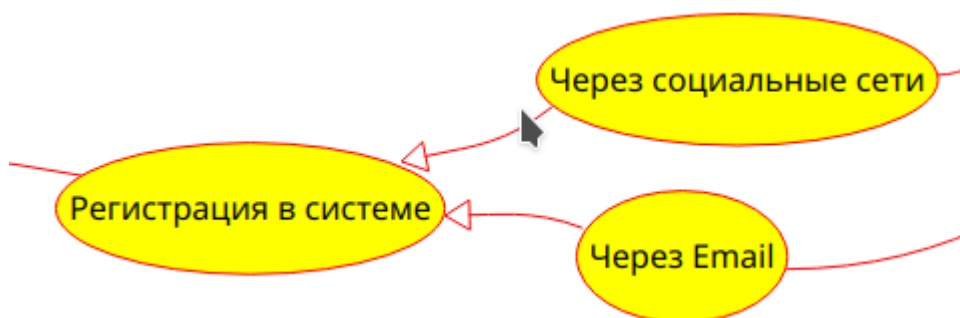 Через социальные сети
Регистрация в системе
Через Email